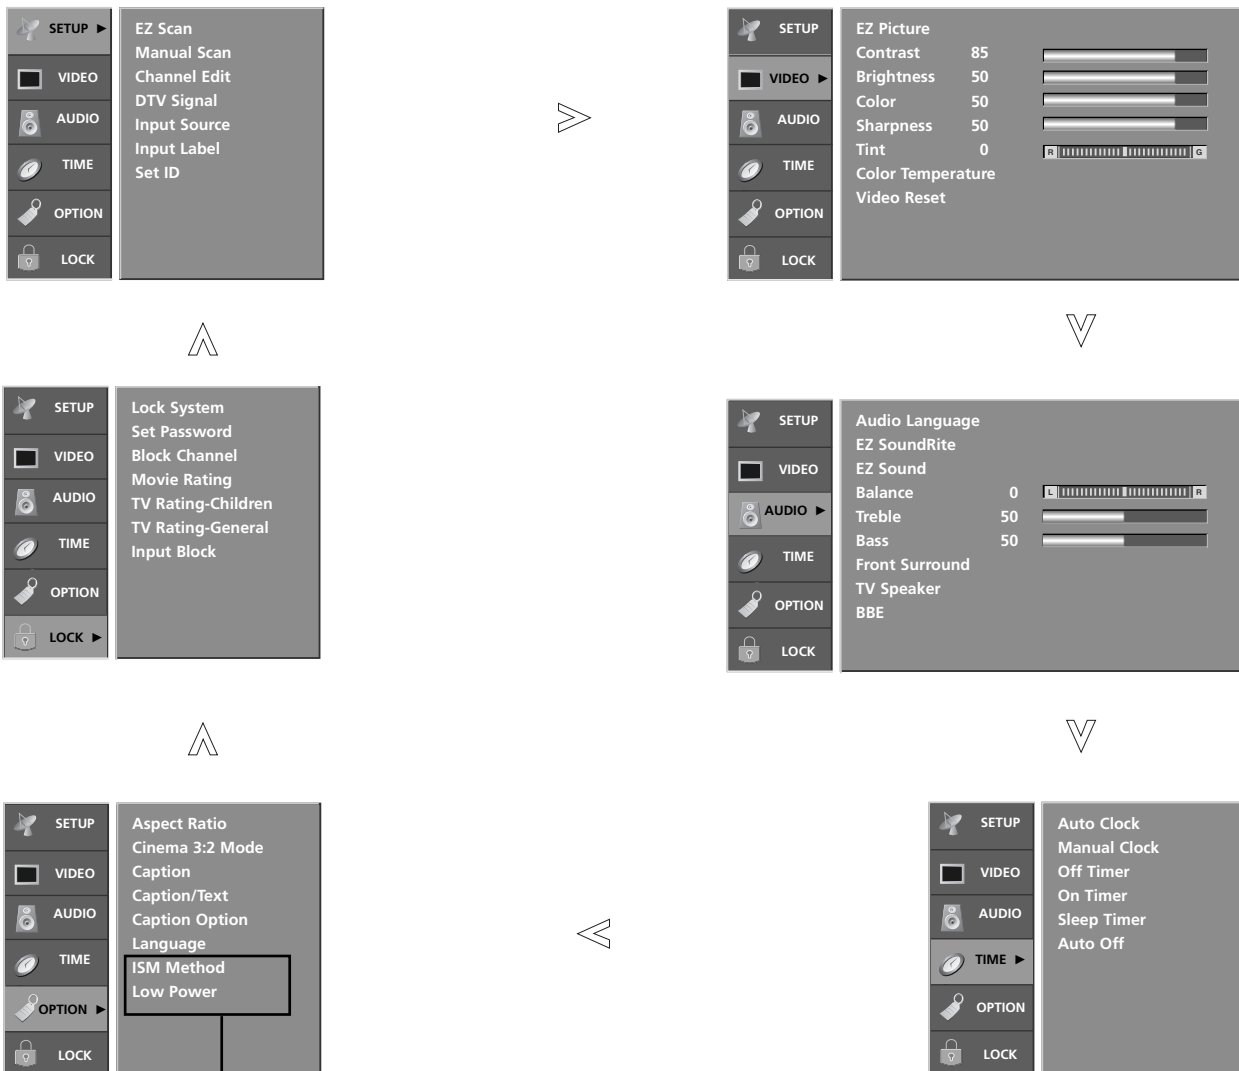 SETUP ►
VIDEO
AUDIO
TIME
OPTION
LOCK
EZ Scan
Manual Scan
Channel Edit
DTV Signal
Input Source
Input Label
Set ID
SETUP
VIDEO ►
AUDIO
TIME
OPTION
LOCK
EZ Picture
Contrast 85
Brightness 50
Color 50
Sharpness 50
Tint 0 R G
Color Temperature
Video Reset
SETUP
VIDEO
AUDIO
TIME
OPTION
LOCK ►
Lock System
Set Password
Block Channel
Movie Rating
TV Rating-Children
TV Rating-General
Input Block
SETUP
VIDEO
AUDIO ►
TIME
OPTION
LOCK
Audio Language
EZ SoundRite
EZ Sound
Balance 0 L R
Treble 50
Bass 50
Front Surround
TV Speaker
BBE
SETUP
VIDEO
AUDIO
TIME
OPTION ►
LOCK
Aspect Ratio
Cinema 3:2 Mode
Caption
Caption/Text
Caption Option
Language
ISM Method
Low Power
SETUP
VIDEO
AUDIO
TIME ►
OPTION
LOCK
Auto Clock
Manual Clock
Off Timer
On Timer
Sleep Timer
Auto Off